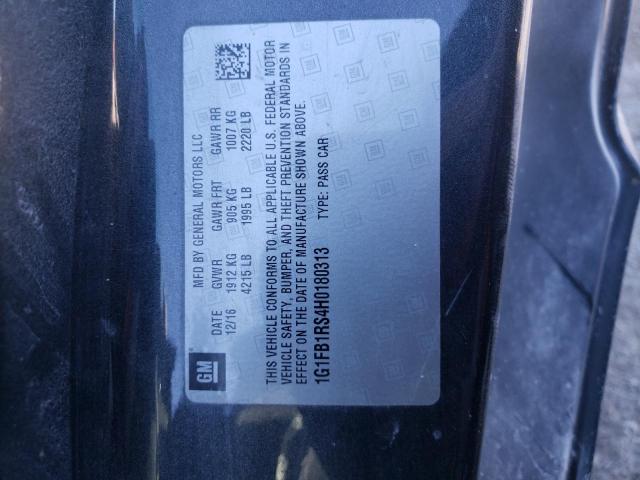 GM
MFD BY GENERAL MOTORS LLC
DATE GVWR GAWR FRT GAWR RR
12/16 1912 KG 905 KG 1007 KG
4215 LB 1995 LB 2220 LB
THIS VEHICLE CONFORMS TO ALL APPLICABLE U.S. FEDERAL MOTOR
VEHICLE SAFETY, BUMPER, AND THEFT PREVENTION STANDARDS IN
EFFECT ON THE DATE OF MANUFACTURE SHOWN ABOVE.
1G1FB1RS4H0180313 TYPE: PASS CAR